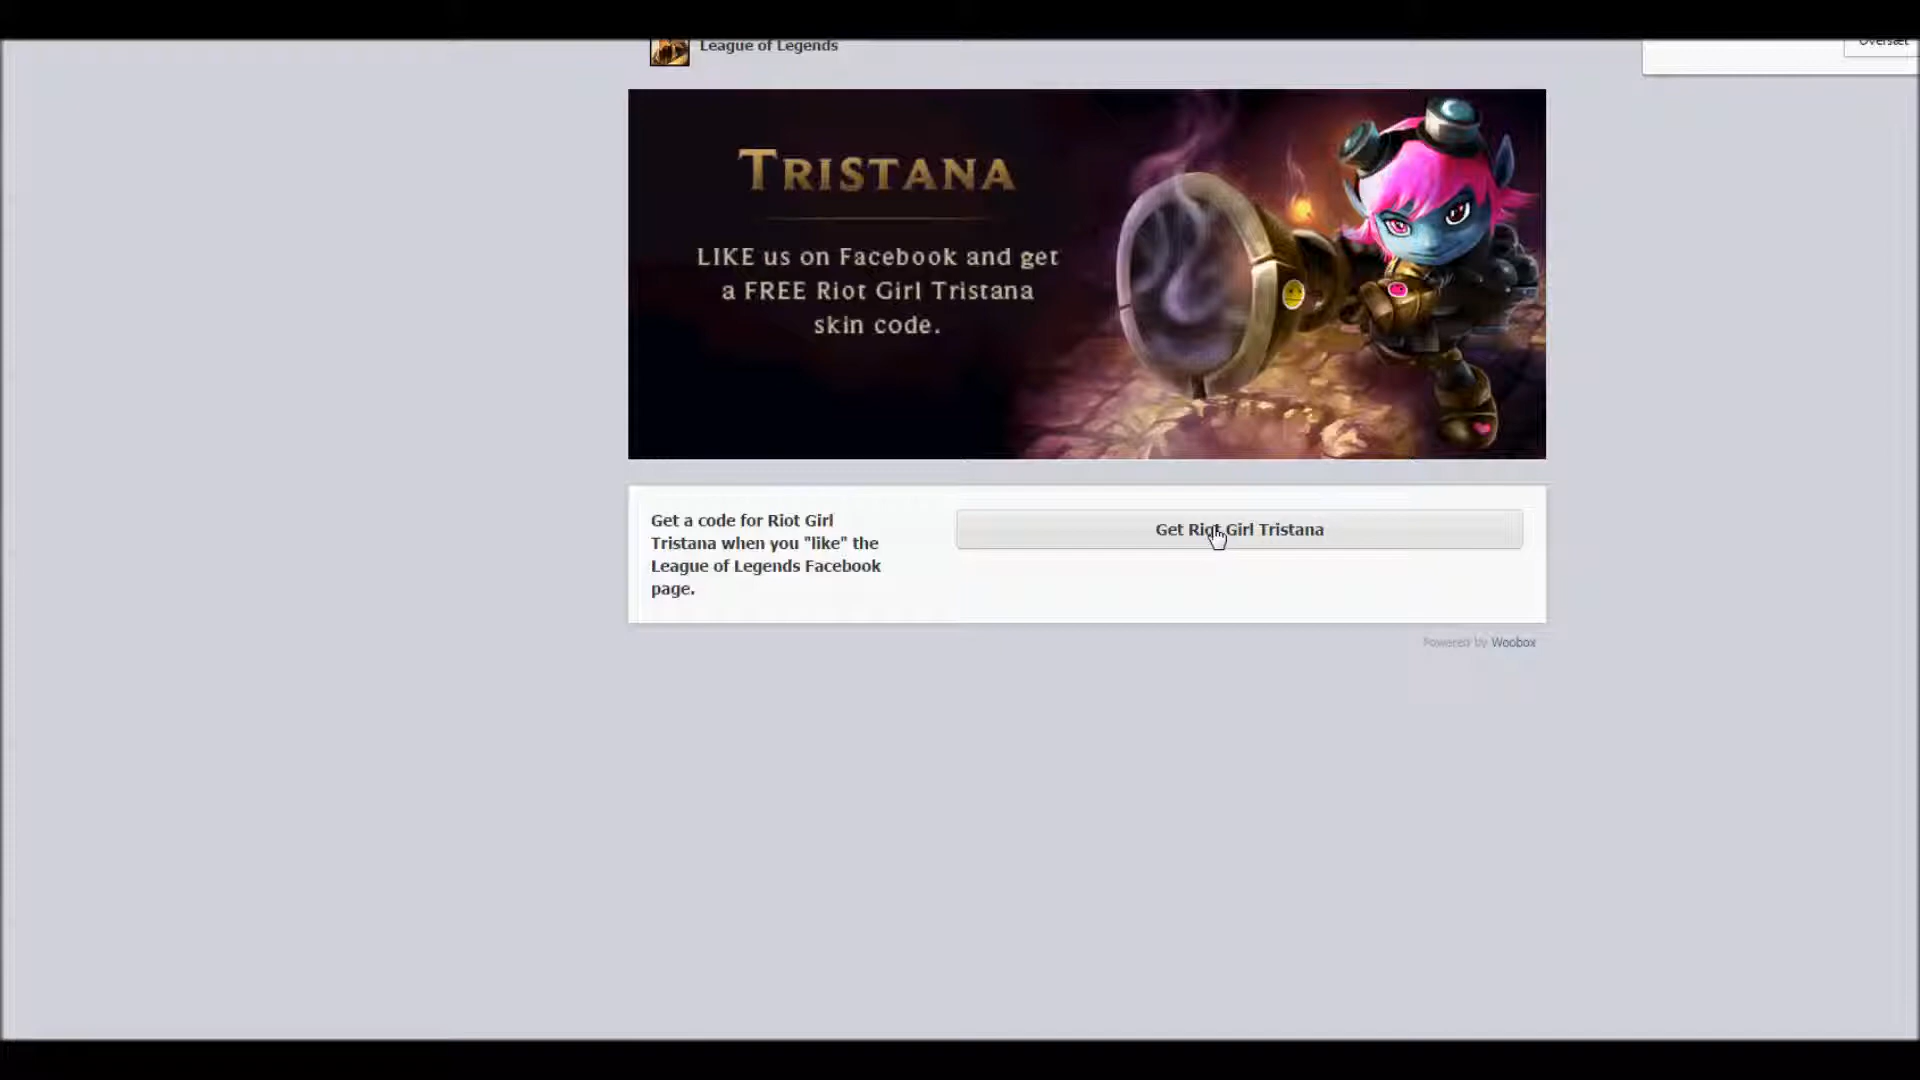 League of Legends
Oversæt
TRISTANA
LIKE us on Facebook and get
a FREE Riot Girl Tristana
skin code.
Get a code for Riot Girl
Tristana when you "like" the
League of Legends Facebook
page.
Get Riot Girl Tristana
Powered by Woobox